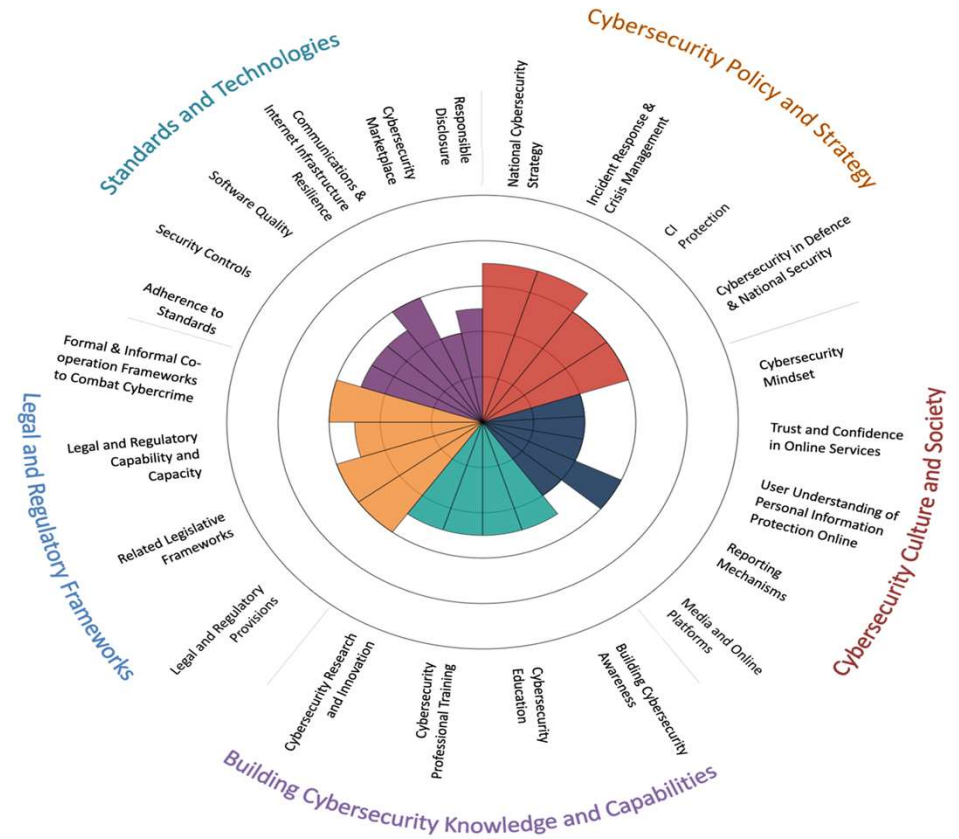 Cybersecurity Policy and Strategy
National Cybersecurity
Strategy
Incident Response &
Crisis Management
CI
Protection
Cybersecurity in Defence
& National Security
Cybersecurity Culture and Society
Cybersecurity
Mindset
Trust and Confidence
in Online Services
User Understanding of
Personal Information
Protection Online
Reporting
Mechanisms
Media and Online
Platforms
Building Cybersecurity Knowledge and Capabilities
Building Cybersecurity
Awareness
Cybersecurity
Education
Cybersecurity
Professional Training
Cybersecurity Research
and Innovation
Legal and Regulatory Frameworks
Legal and Regulatory
Provisions
Related Legislative
Frameworks
Legal and Regulatory
Capability and
Capacity
Formal & Informal Co-
operation Frameworks
to Combat Cybercrime
Standards and Technologies
Adherence to
Standards
Security Controls
Software Quality
Communications &
Internet Infrastructure
Resilience
Cybersecurity
Marketplace
Responsible
Disclosure